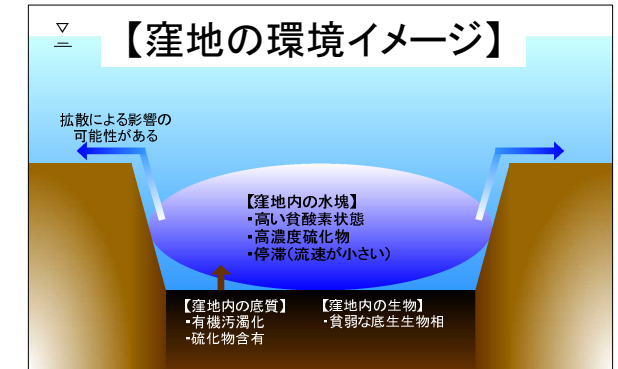 【窪地の環境イメージ】
拡散による影響の
可能性がある
【窪地内の水塊】
・高い貧酸素状態
・高濃度硫化物
・停滞(流速が小さい)
【窪地内の底質】
・有機汚濁化
・硫化物含有
【窪地内の生物】
・貧弱な底生生物相